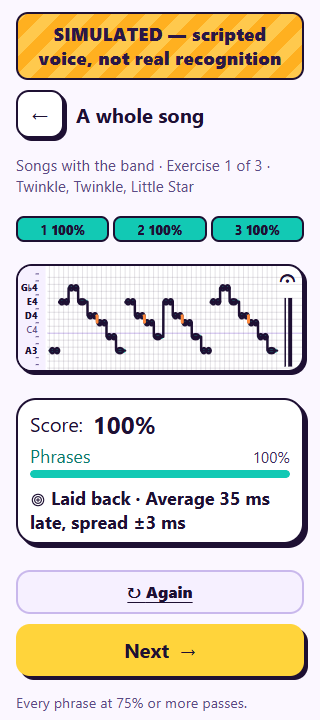 SIMULATED — scripted
voice, not real recognition
← A whole song
Songs with the band · Exercise 1 of 3 ·
Twinkle, Twinkle, Little Star
1 100% 2 100% 3 100%
G♭4
E4
D4
C4
A3
Score: 100%
Phrases 100%
◎ Laid back · Average 35 ms
late, spread ±3 ms
↻ Again
Next →
Every phrase at 75% or more passes.